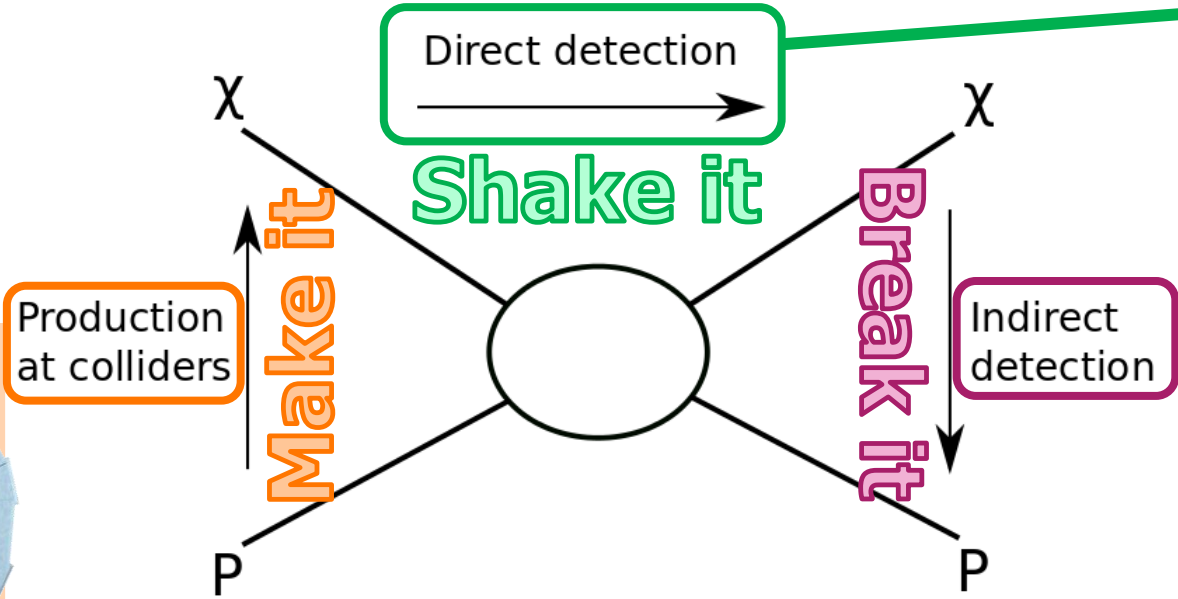 Direct detection
χ
χ
Shake it
Make it
Break it
Production
at colliders
Indirect
detection
P
P